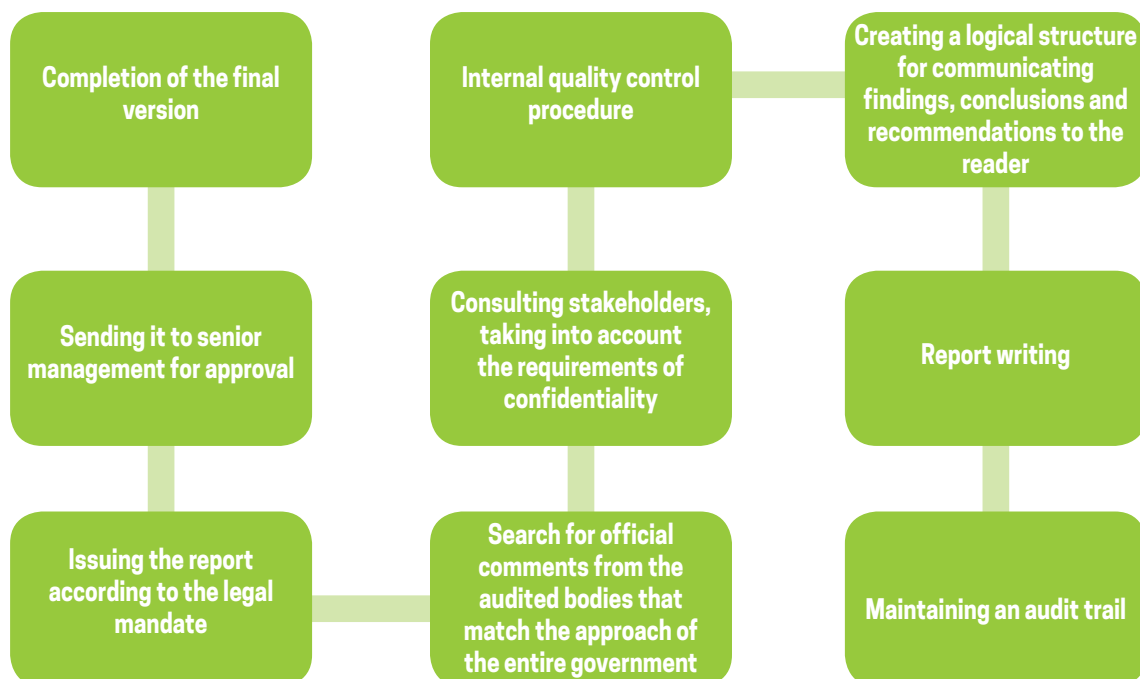 Completion of the final
version
Internal quality control
procedure
Creating a logical structure
for communicating
findings, conclusions and
recommendations to the
reader
Sending it to senior
management for approval
Consulting stakeholders,
taking into account
the requirements of
confidentiality
Report writing
Issuing the report
according to the legal
mandate
Search for official
comments from the
audited bodies that
match the approach of
the entire government
Maintaining an audit trail